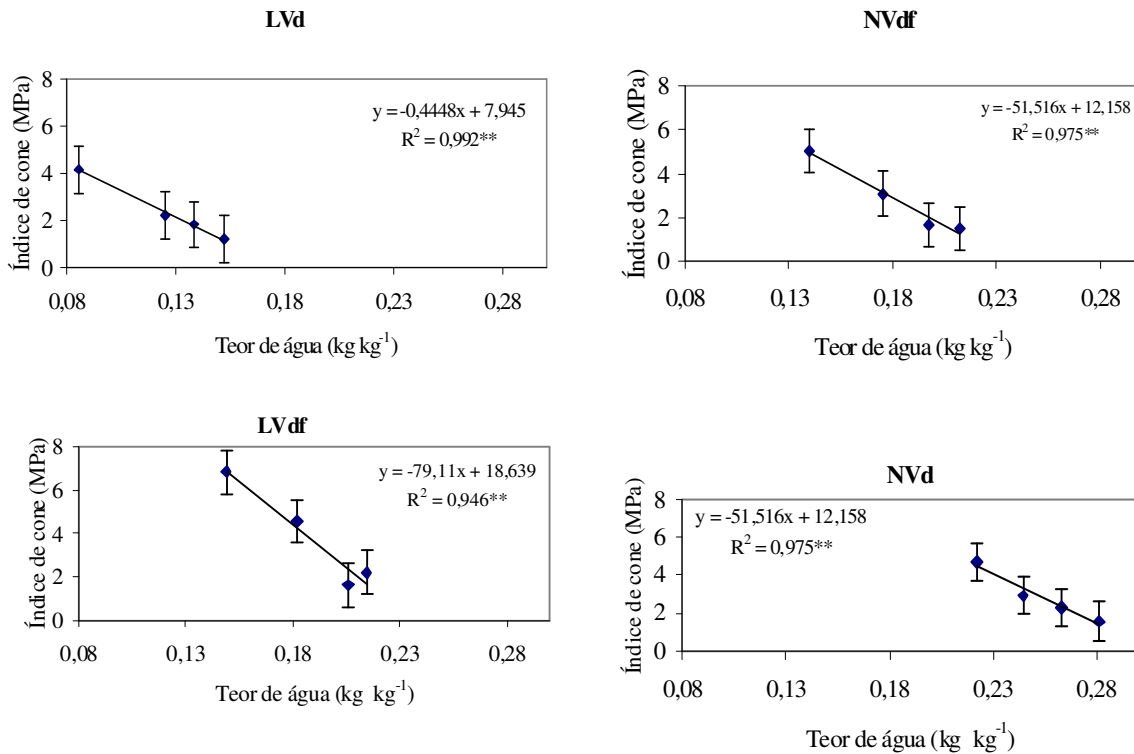 LVd
Índice de cone (MPa)
8
6
4
2
0
y = -0,4448x + 7,945
R² = 0,992**
0,08 0,13 0,18 0,23 0,28
Teor de água (kg kg⁻¹)
NVdf
Índice de cone (MPa)
8
6
4
2
0
y = -51,516x + 12,158
R² = 0,975**
0,08 0,13 0,18 0,23 0,28
Teor de água (kg kg⁻¹)
LVdf
Índice de cone (MPa)
8
6
4
2
0
y = -79,11x + 18,639
R² = 0,946**
0,08 0,13 0,18 0,23 0,28
Teor de água (kg kg⁻¹)
NVd
Índice de cone (MPa)
8
6
4
2
0
y = -51,516x + 12,158
R² = 0,975**
0,08 0,13 0,18 0,23 0,28
Teor de água (kg kg⁻¹)